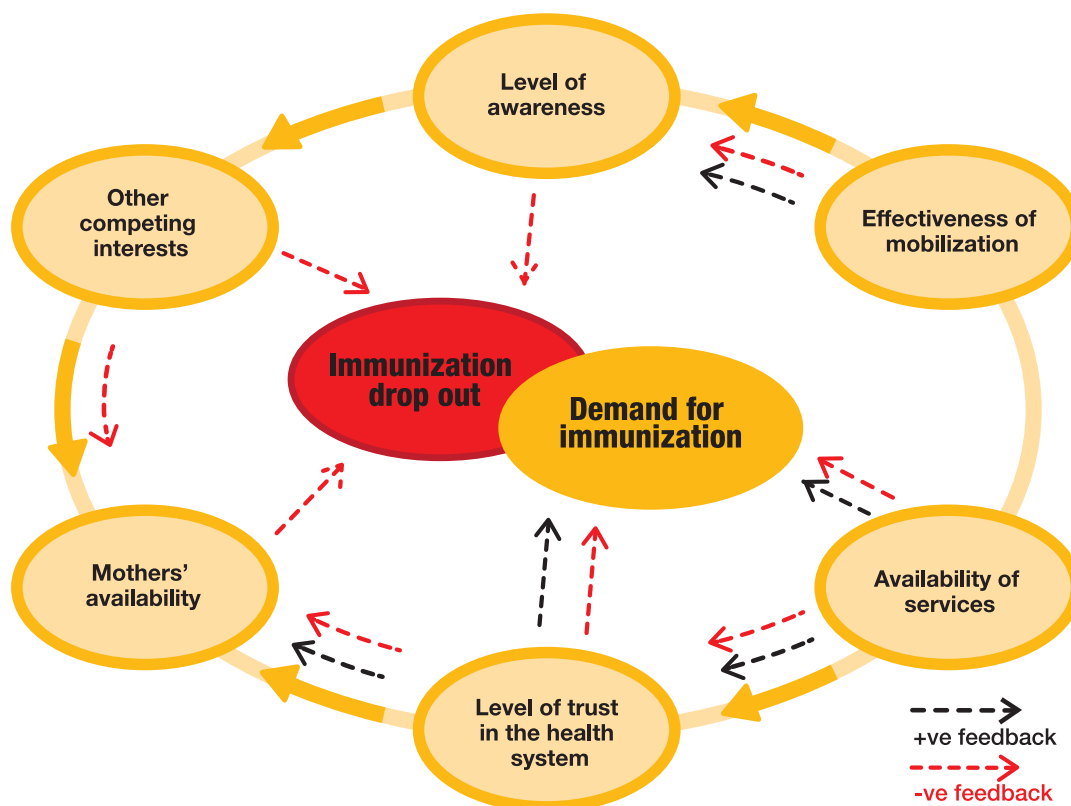 Level of
awareness
Other
competing
interests
Effectiveness of
mobilization
Immunization
drop out
Demand for
immunization
Mothers’
availability
Availability of
services
Level of trust
in the health
system
+ve feedback
-ve feedback